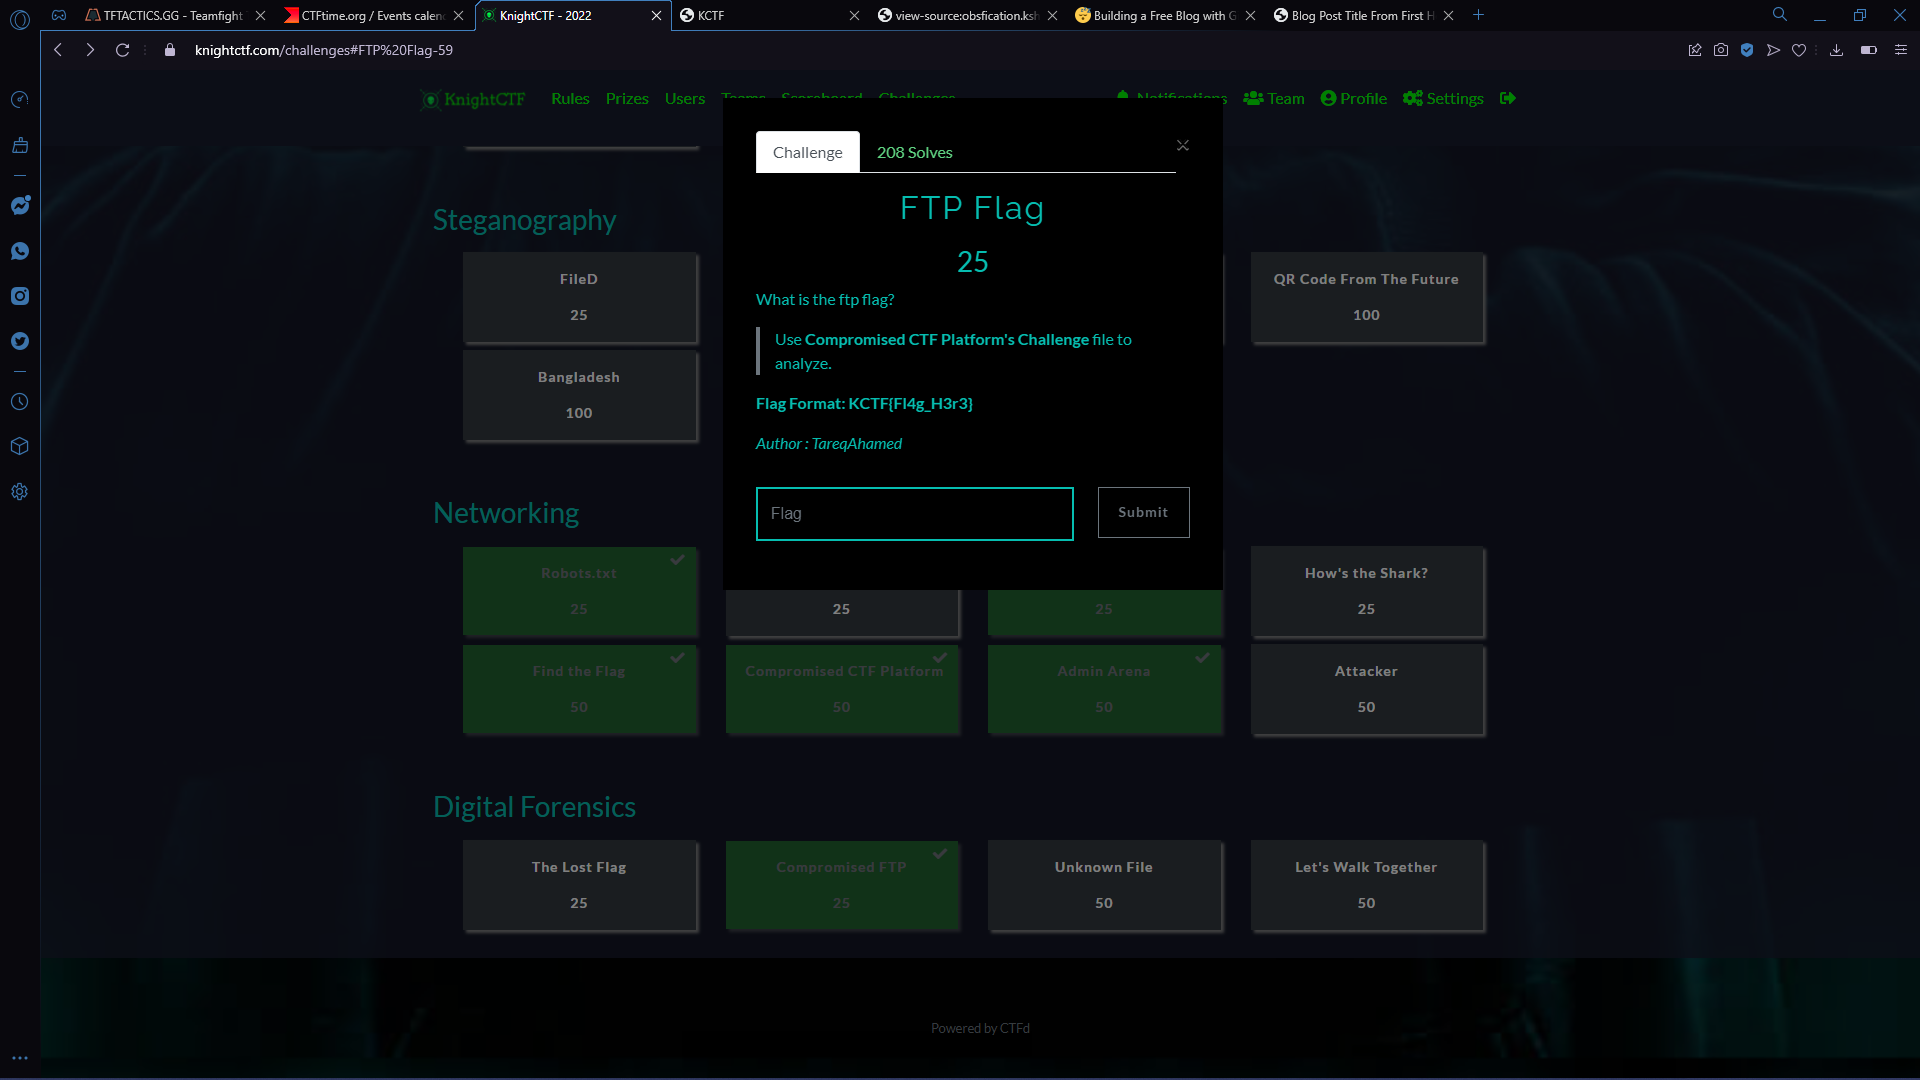 TFTACTICS.GG - Teamfight
CTFtime.org / Events calen
KnightCTF - 2022
KCTF
view-source:obsfication.ksh
Building a Free Blog with G
Blog Post Title From First H
knightctf.com/challenges#FTP%20Flag-59
KnightCTF
Rules
Prizes
Users
Teams
Scoreboard
Challenges
Notifications
Team
Profile
Settings
Challenge
208 Solves
FTP Flag
25
What is the ftp flag?
Use Compromised CTF Platform's Challenge file to
analyze.
Flag Format: KCTF{Fl4g_H3r3}
Author : TareqAhamed
Flag
Submit
Steganography
FileD
25
QR Code From The Future
100
Bangladesh
100
Networking
Robots.txt
25
25
25
How's the Shark?
25
Find the Flag
50
Compromised CTF Platform
50
Admin Arena
50
Attacker
50
Digital Forensics
The Lost Flag
25
Compromised FTP
25
Unknown File
50
Let's Walk Together
50
Powered by CTFd